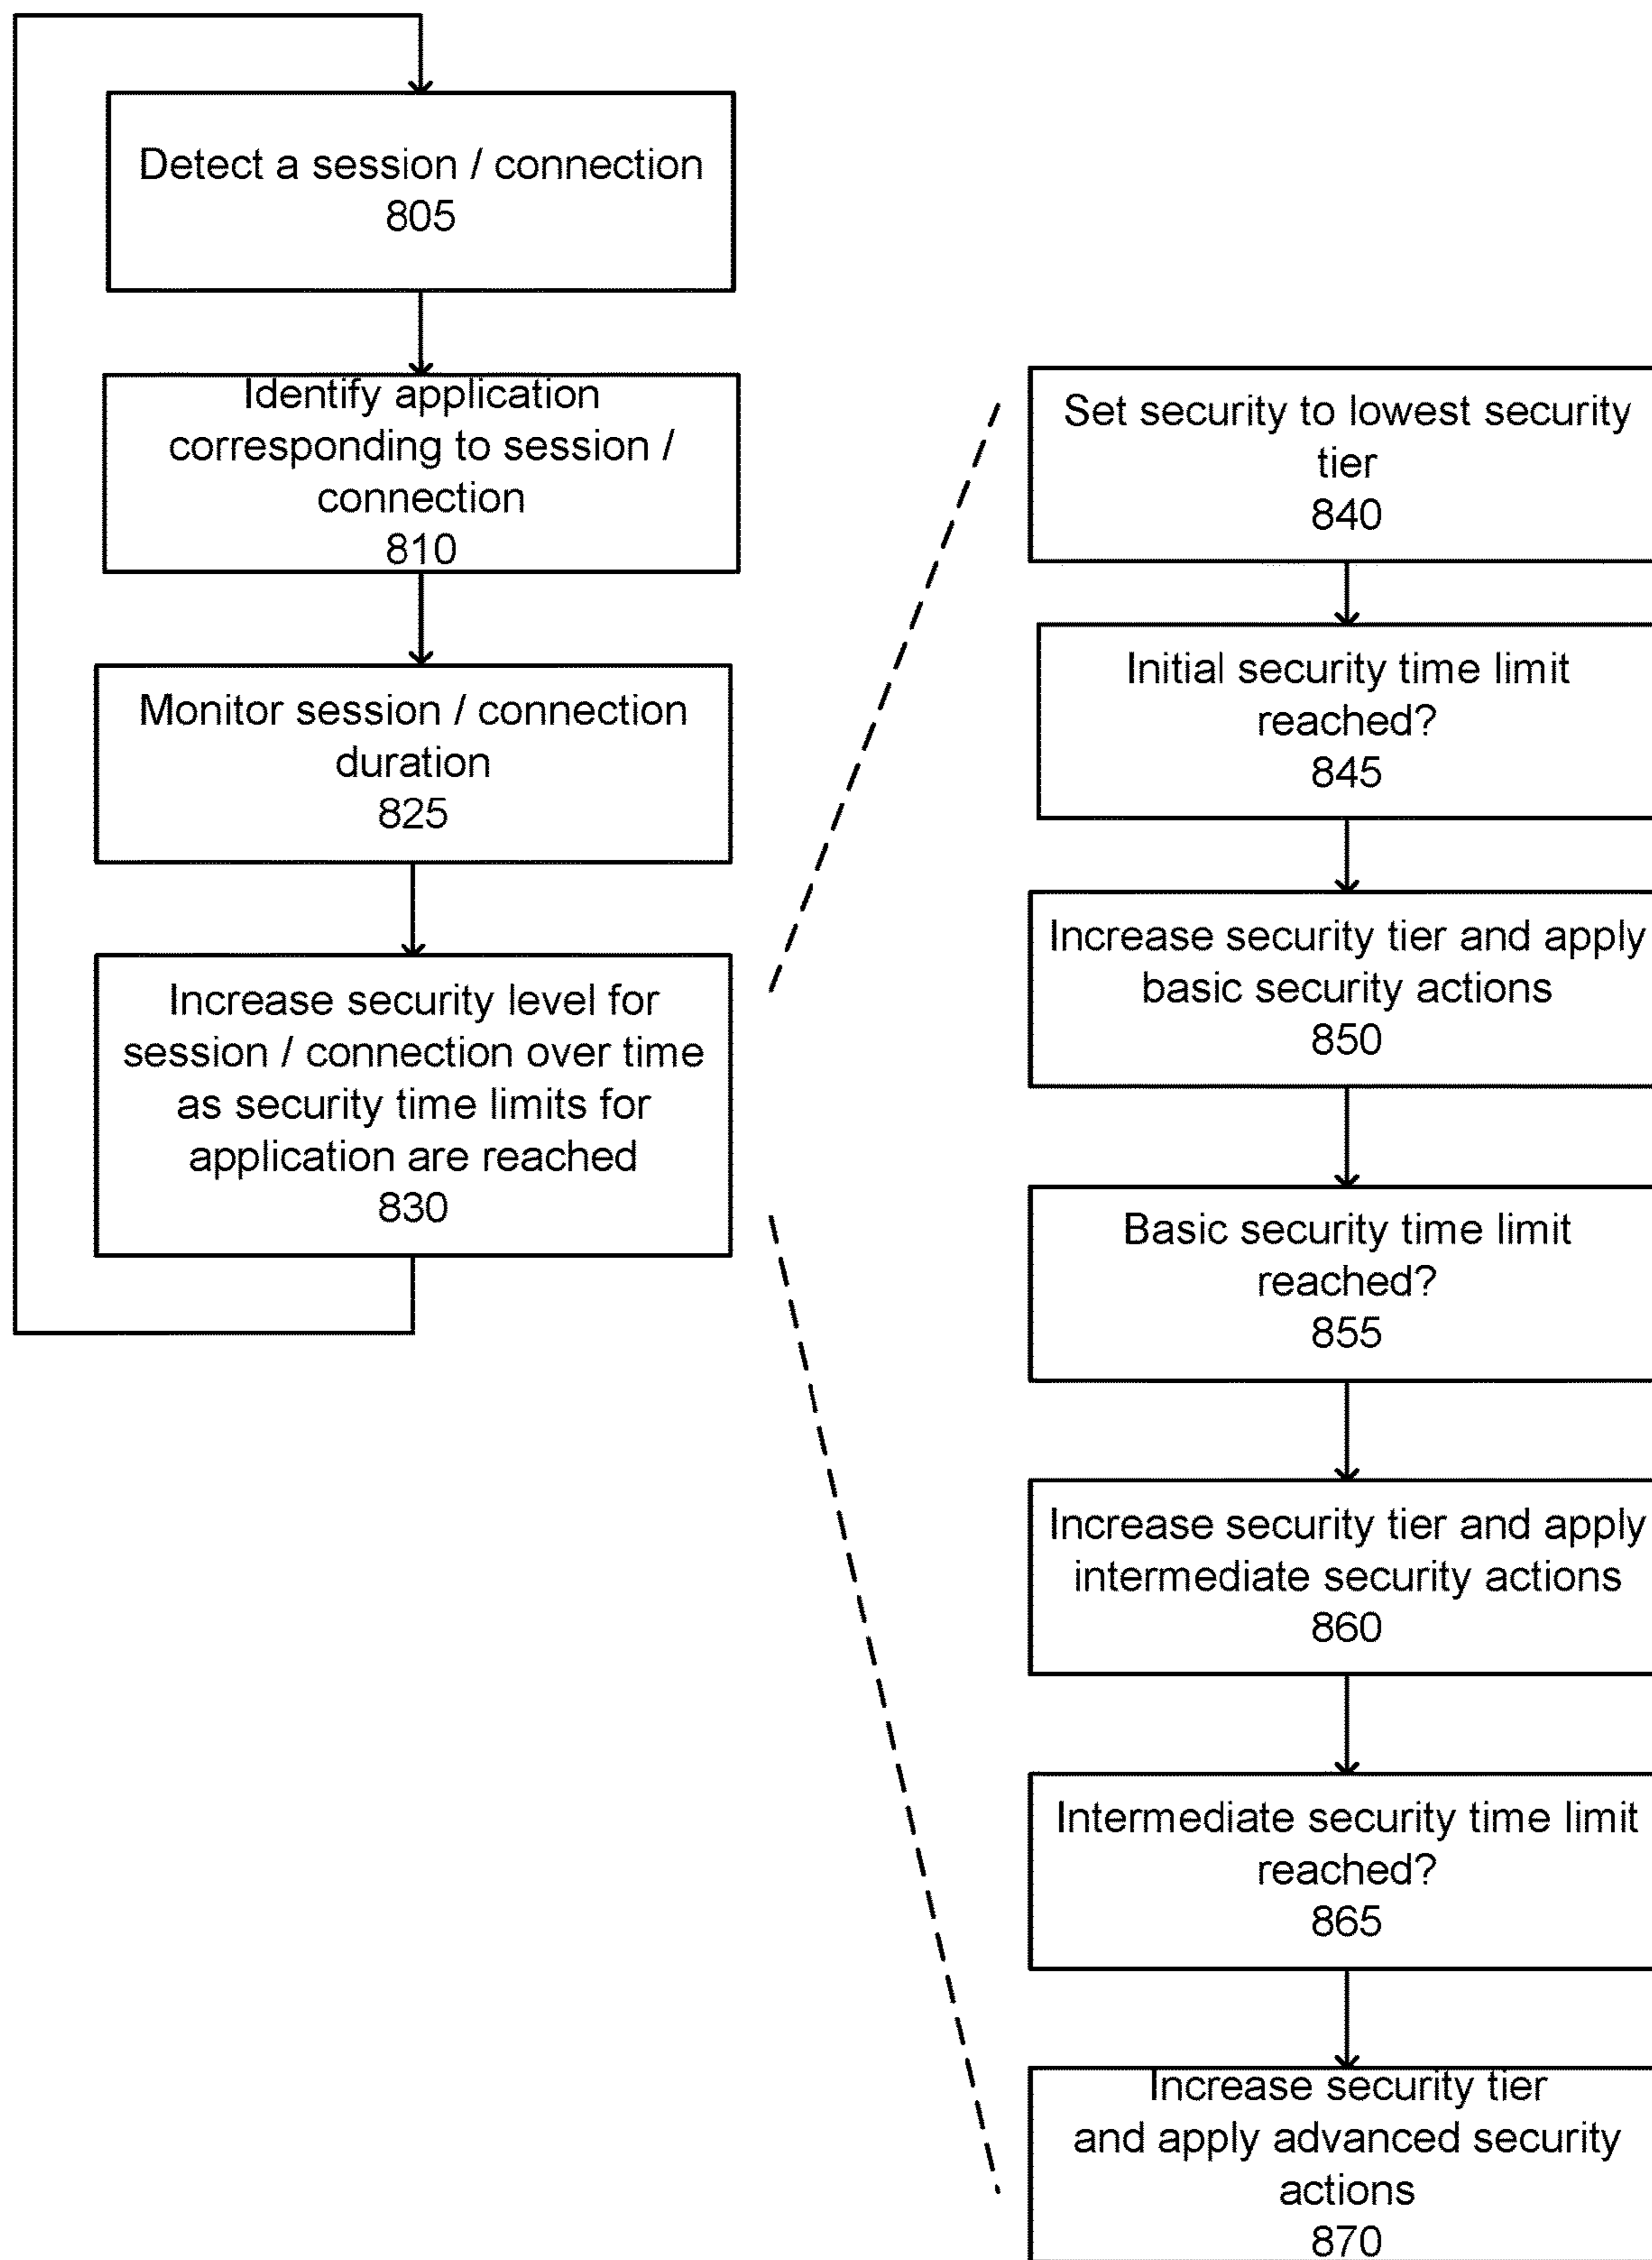 Detect a session / connection
805
Identify application
corresponding to session /
connection
810
Monitor session / connection
duration
825
Increase security level for
session / connection over time
as security time limits for
application are reached
830
Set security to lowest security
tier
840
Initial security time limit
reached?
845
Increase security tier and apply
basic security actions
850
Basic security time limit
reached?
855
Increase security tier and apply
intermediate security actions
860
Intermediate security time limit
reached?
865
Increase security tier
and apply advanced security
actions
870